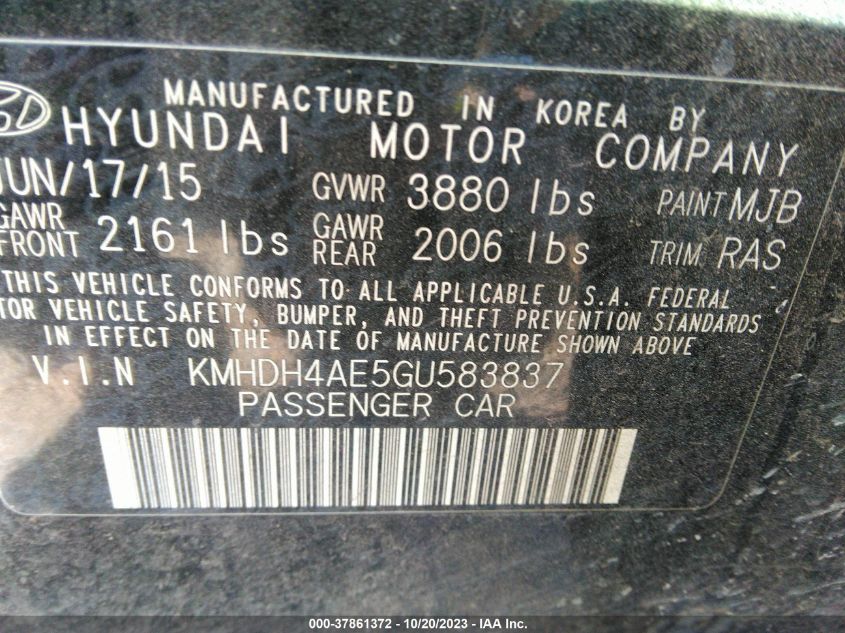 MANUFACTURED IN KOREA BY
HYUNDAI MOTOR COMPANY
JUN/17/15 GVWR 3880 lbs PAINT MJB
GAWR FRONT 2161 lbs GAWR REAR 2006 lbs TRIM RAS
THIS VEHICLE CONFORMS TO ALL APPLICABLE U.S.A. FEDERAL
TOR VEHICLE SAFETY, BUMPER, AND THEFT PREVENTION STANDARDS
IN EFFECT ON THE DATE OF MANUFACTURE SHOWN ABOVE
V.I.N KMHDH4AE5GU583837
PASSENGER CAR
000-37861372 | 10/20/2023 | IAA Inc.